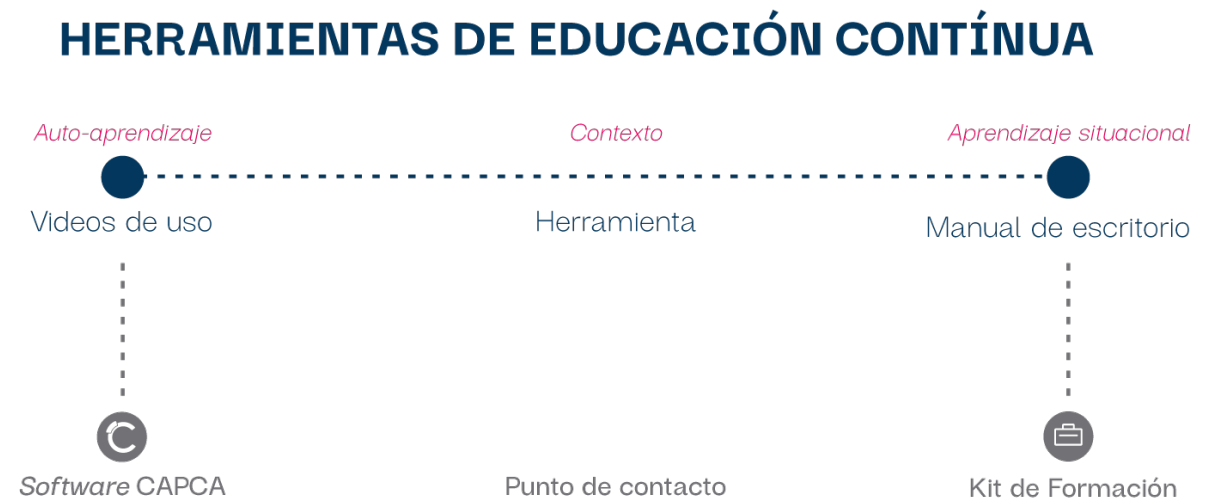 HERRAMIENTAS DE EDUCACIÓN CONTÍNUA
Auto-aprendizaje Contexto Aprendizaje situacional
Videos de uso Herramienta Manual de escritorio
Software CAPCA Punto de contacto Kit de Formación